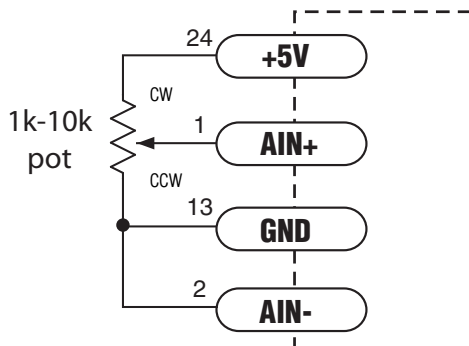 24
+5V
CW
1k-10k
pot
1
AIN+
CCW
13
GND
2
AIN-